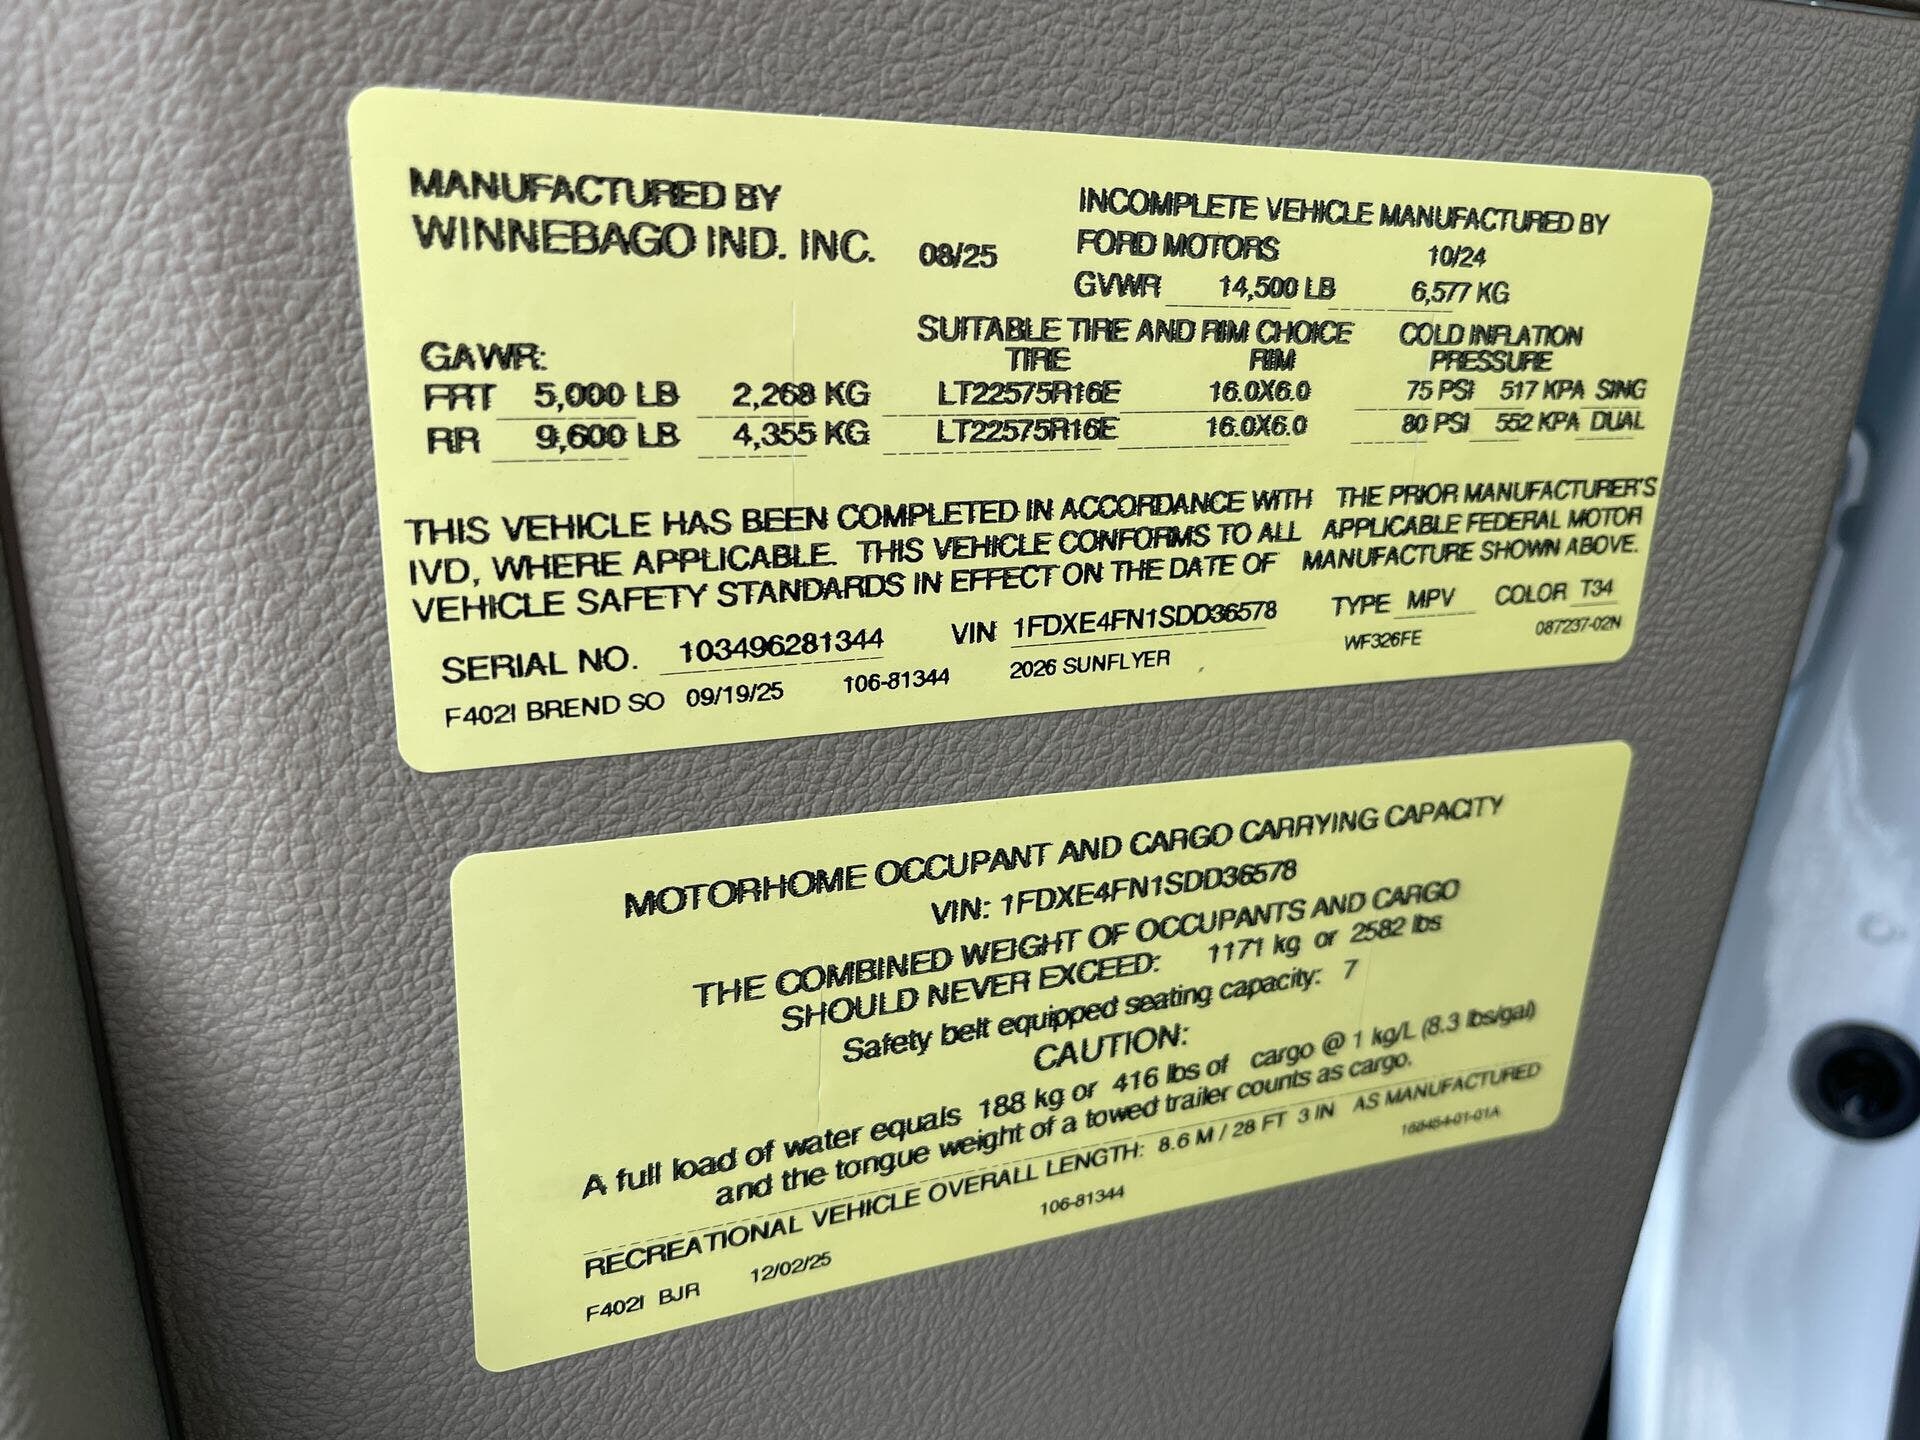 MANUFACTURED BY
WINNEBAGO IND. INC. 08/25
INCOMPLETE VEHICLE MANUFACTURED BY
FORD MOTORS 10/24
GVWR 14,500 LB 6,577 KG
SUITABLE TIRE AND RIM CHOICE COLD INFLATION
GAWR: TIRE RIM PRESSURE
FRT 5,000 LB 2,268 KG LT22575R16E 16.0X6.0 75 PSI 517 KPA SING
RR 9,600 LB 4,355 KG LT22575R16E 16.0X6.0 80 PSI 552 KPA DUAL
THIS VEHICLE HAS BEEN COMPLETED IN ACCORDANCE WITH THE PRIOR MANUFACTURER'S
IVD, WHERE APPLICABLE. THIS VEHICLE CONFORMS TO ALL APPLICABLE FEDERAL MOTOR
VEHICLE SAFETY STANDARDS IN EFFECT ON THE DATE OF MANUFACTURE SHOWN ABOVE.
SERIAL NO. 103496281344 VIN 1FDXE4FN1SDD36578 TYPE MPV COLOR T34
F402I BREND SO 09/19/25 106-81344 2026 SUNFLYER WF326FE 087237-02N
MOTORHOME OCCUPANT AND CARGO CARRYING CAPACITY
VIN: 1FDXE4FN1SDD36578
THE COMBINED WEIGHT OF OCCUPANTS AND CARGO
SHOULD NEVER EXCEED: 1171 kg or 2582 lbs
Safety belt equipped seating capacity: 7
CAUTION:
A full load of water equals 188 kg or 416 lbs of cargo @ 1 kg/L (8.3 lbs/gal)
and the tongue weight of a towed trailer counts as cargo.
RECREATIONAL VEHICLE OVERALL LENGTH: 8.6 M / 28 FT 3 IN AS MANUFACTURED
F402I BJR 12/02/25 106-81344 168454-01-01A